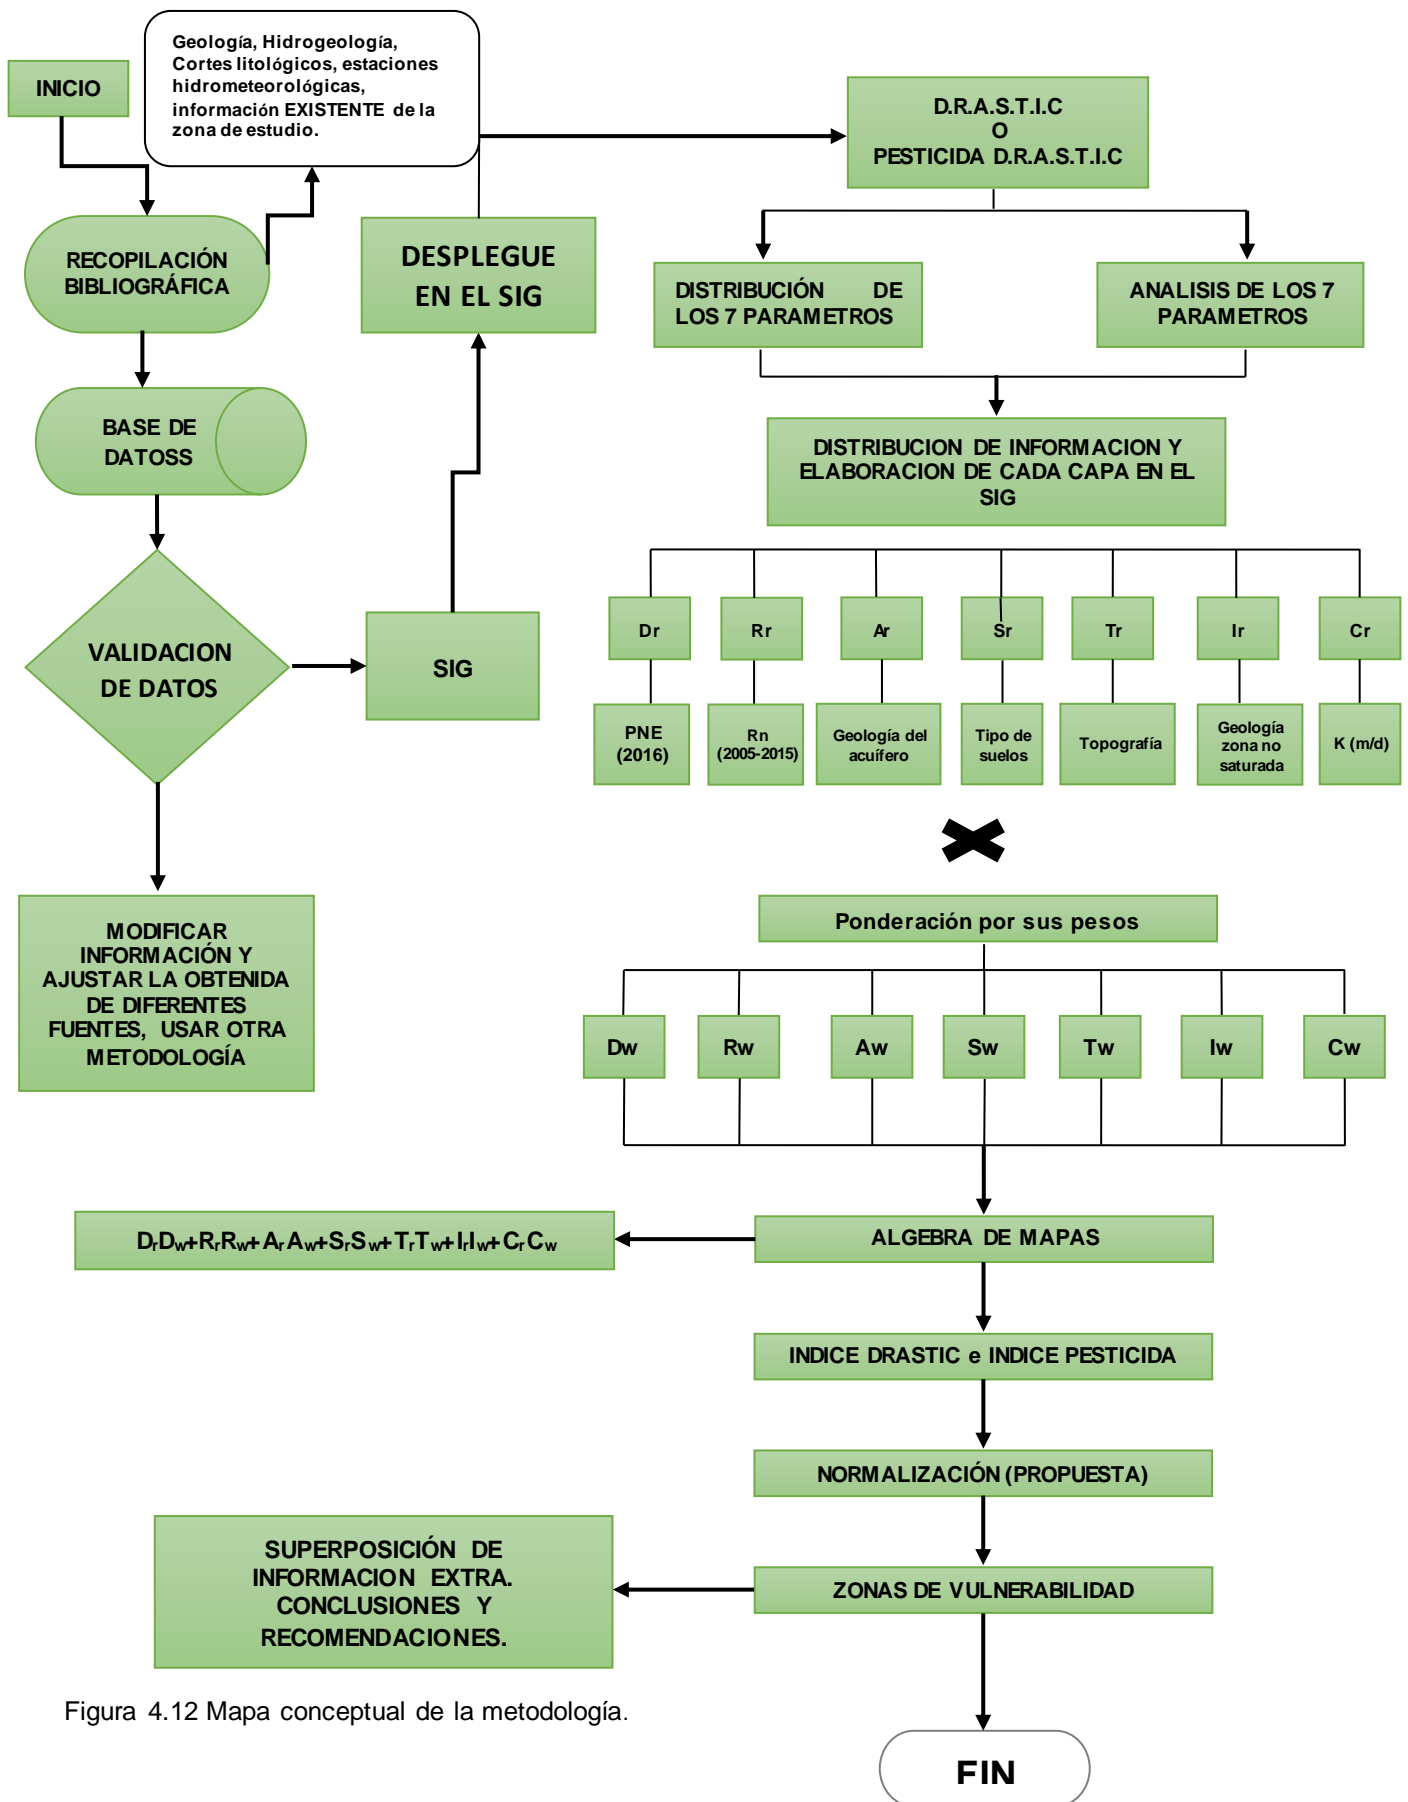 INICIO
Geología, Hidrogeología,
Cortes litológicos, estaciones
hidrometeorológicas,
información EXISTENTE de la
zona de estudio.
RECOPILACIÓN
BIBLIOGRÁFICA
BASE DE
DATOSS
VALIDACION
DE DATOS
MODIFICAR
INFORMACIÓN Y
AJUSTAR LA OBTENIDA
DE DIFERENTES
FUENTES, USAR OTRA
METODOLOGÍA
SIG
DESPLEGUE
EN EL SIG
D.R.A.S.T.I.C
O
PESTICIDA D.R.A.S.T.I.C
DISTRIBUCIÓN DE
LOS 7 PARAMETROS
ANALISIS DE LOS 7
PARAMETROS
DISTRIBUCION DE INFORMACION Y
ELABORACION DE CADA CAPA EN EL
SIG
Dr Rr Ar Sr Tr Ir Cr
PNE
(2016)
Rn
(2005-2015)
Geología del
acuífero
Tipo de
suelos
Topografía
Geología
zona no
saturada
K (m/d)
Ponderación por sus pesos
Dw Rw Aw Sw Tw Iw Cw
ALGEBRA DE MAPAS
DrDw+RrRw+ArAw+SrSw+TrTw+IrIw+CrCw
INDICE DRASTIC e INDICE PESTICIDA
NORMALIZACIÓN (PROPUESTA)
ZONAS DE VULNERABILIDAD
SUPERPOSICIÓN DE
INFORMACION EXTRA.
CONCLUSIONES Y
RECOMENDACIONES.
FIN
Figura 4.12 Mapa conceptual de la metodología.